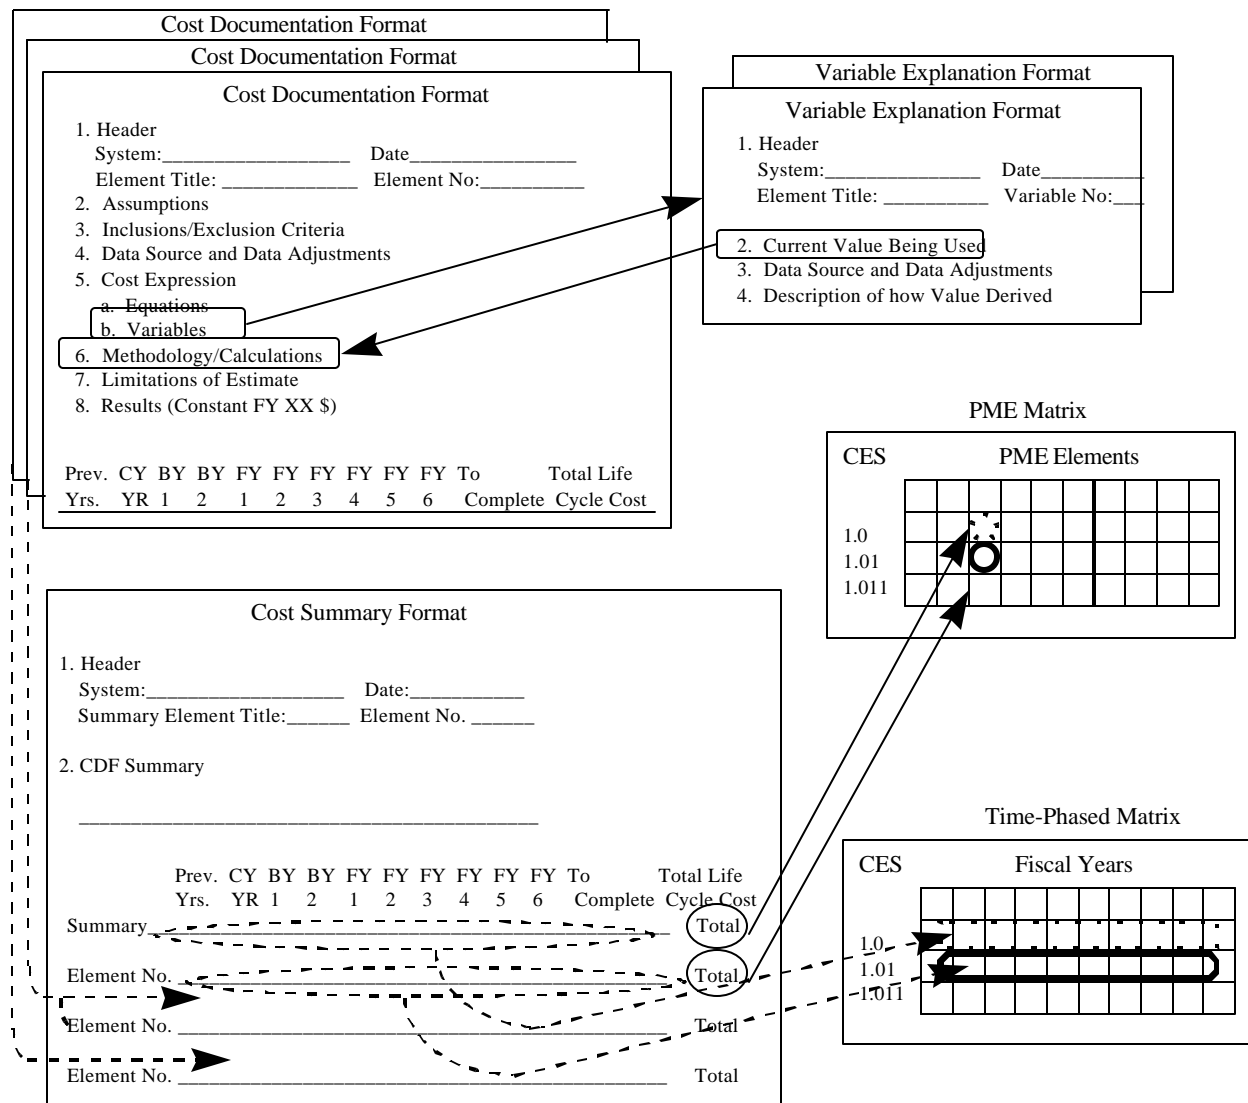 Cost Documentation Format
Cost Documentation Format
Cost Documentation Format
1. Header
System:__________________ Date________________
Element Title: _____________ Element No:__________
2. Assumptions
3. Inclusions/Exclusion Criteria
4. Data Source and Data Adjustments
5. Cost Expression
a. Equations
b. Variables
6. Methodology/Calculations
7. Limitations of Estimate
8. Results (Constant FY XX $)
Prev. CY BY BY FY FY FY FY FY FY To Total Life
Yrs. YR 1 2 1 2 3 4 5 6 Complete Cycle Cost
Variable Explanation Format
Variable Explanation Format
1. Header
System:_______________ Date__________
Element Title: __________ Variable No:___
2. Current Value Being Used
3. Data Source and Data Adjustments
4. Description of how Value Derived
PME Matrix
CES PME Elements
1.0
1.01
1.011
Cost Summary Format
1. Header
System:___________________ Date:___________
Summary Element Title:______ Element No. ______
2. CDF Summary
____________________________________________
Prev. CY BY BY FY FY FY FY FY FY To Total Life
Yrs. YR 1 2 1 2 3 4 5 6 Complete Cycle Cost
Summary__________________________________________________ Total
Element No. _______________________________________________ Total
Element No. _______________________________________________ Total
Element No. _______________________________________________ Total
Time-Phased Matrix
CES Fiscal Years
1.0
1.01
1.011